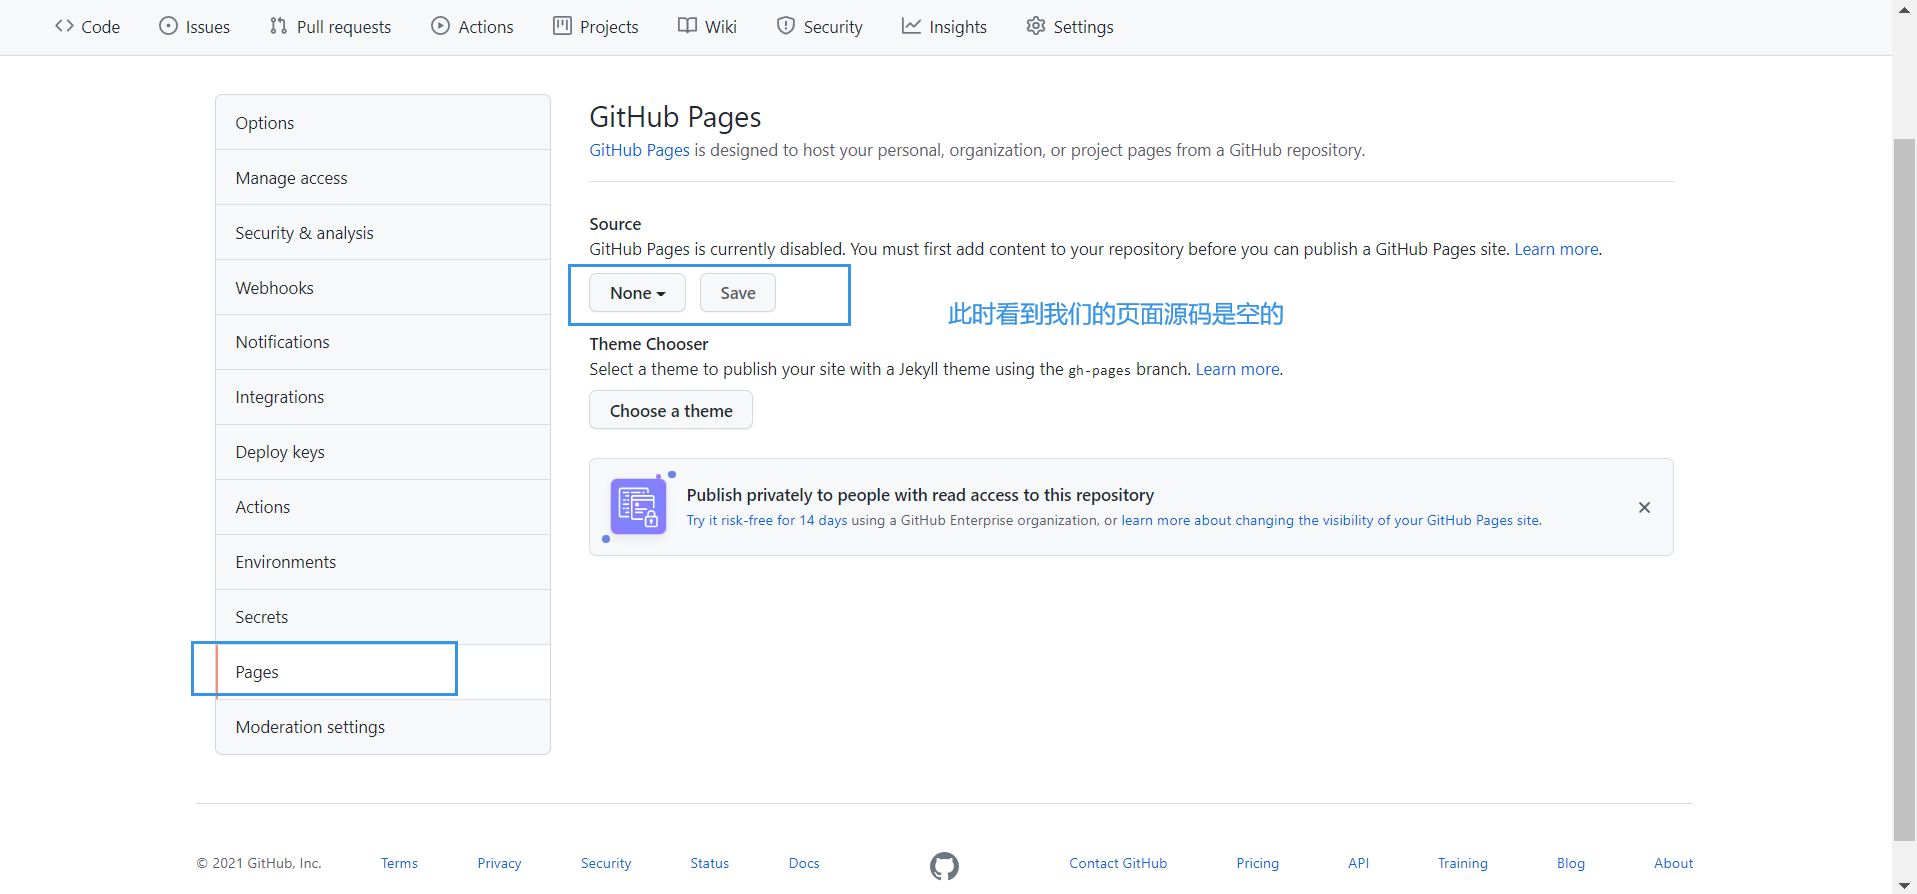 Code Issues Pull requests Actions Projects Wiki Security Insights Settings
Options
Manage access
Security & analysis
Webhooks
Notifications
Integrations
Deploy keys
Actions
Environments
Secrets
Pages
Moderation settings
GitHub Pages
GitHub Pages is designed to host your personal, organization, or project pages from a GitHub repository.
Source
GitHub Pages is currently disabled. You must first add content to your repository before you can publish a GitHub Pages site. Learn more.
None Save
此时看到我们的页面源码是空的
Theme Chooser
Select a theme to publish your site with a Jekyll theme using the gh-pages branch. Learn more.
Choose a theme
Publish privately to people with read access to this repository
Try it risk-free for 14 days using a GitHub Enterprise organization, or learn more about changing the visibility of your GitHub Pages site.
© 2021 GitHub, Inc. Terms Privacy Security Status Docs Contact GitHub Pricing API Training Blog About